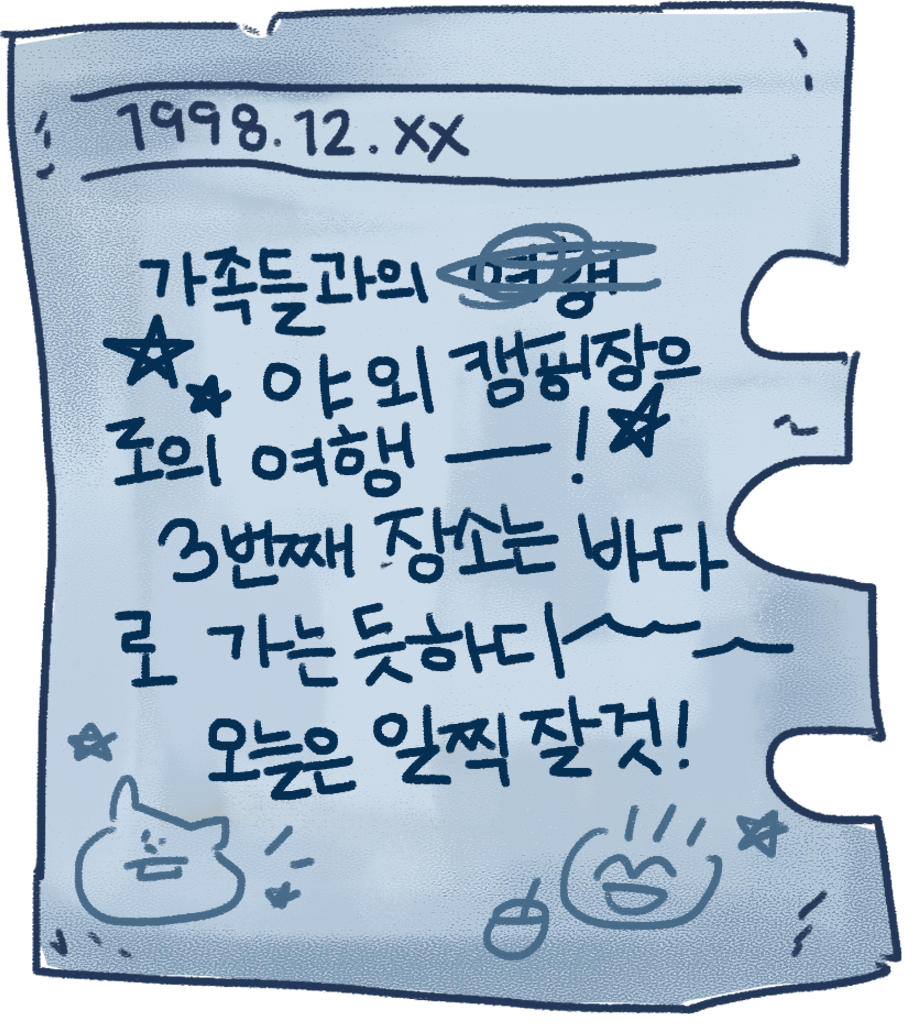 1998.12.XX
가족들과의 여행
야외 캠핑장으
로의 여행 —!
3번째 장소는 바다
로 가는듯하다~~
오늘은 일찍 잘것!